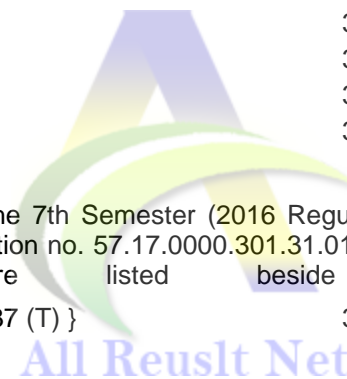 3
3
3
3
ne 7th Semester (2016 Regu
tion no. 57.17.0000.301.31.01
re listed beside
37 (T) } 3
All Reuslt Net